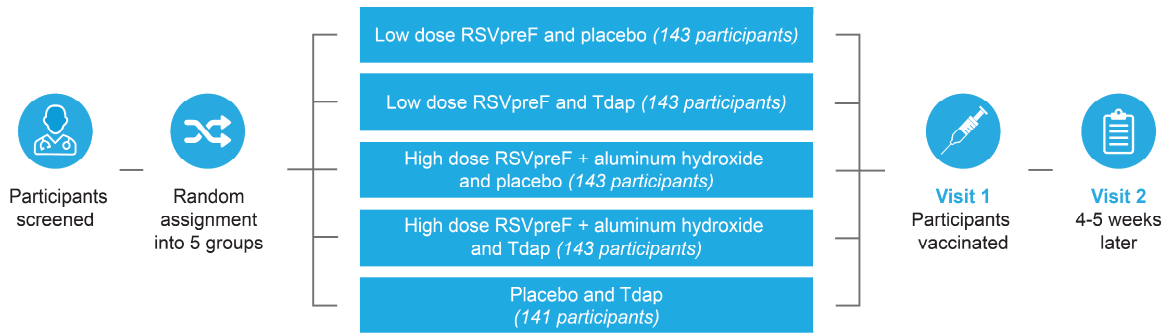 Participants
screened
Random
assignment
into 5 groups
Low dose RSVpreF and placebo (143 participants)
Low dose RSVpreF and Tdap (143 participants)
High dose RSVpreF + aluminum hydroxide
and placebo (143 participants)
High dose RSVpreF + aluminum hydroxide
and Tdap (143 participants)
Placebo and Tdap
(141 participants)
Visit 1
Participants
vaccinated
Visit 2
4-5 weeks
later